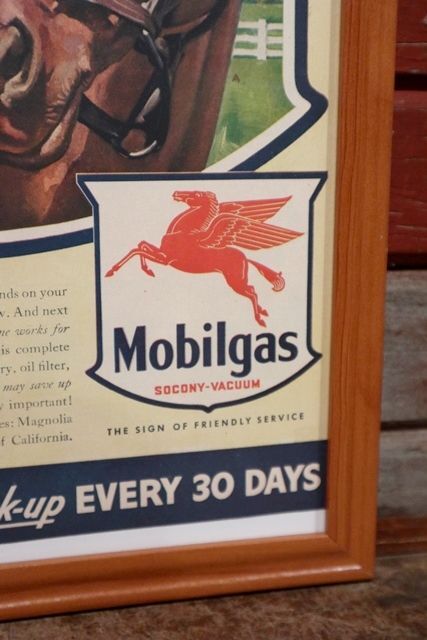 nds on your
. And next
ne works for
is complete
ry, oil filter,
may save up
important!
es: Magnolia
f California.
Mobilgas
SOCONY-VACUUM
THE SIGN OF FRIENDLY SERVICE
k-up EVERY 30 DAYS